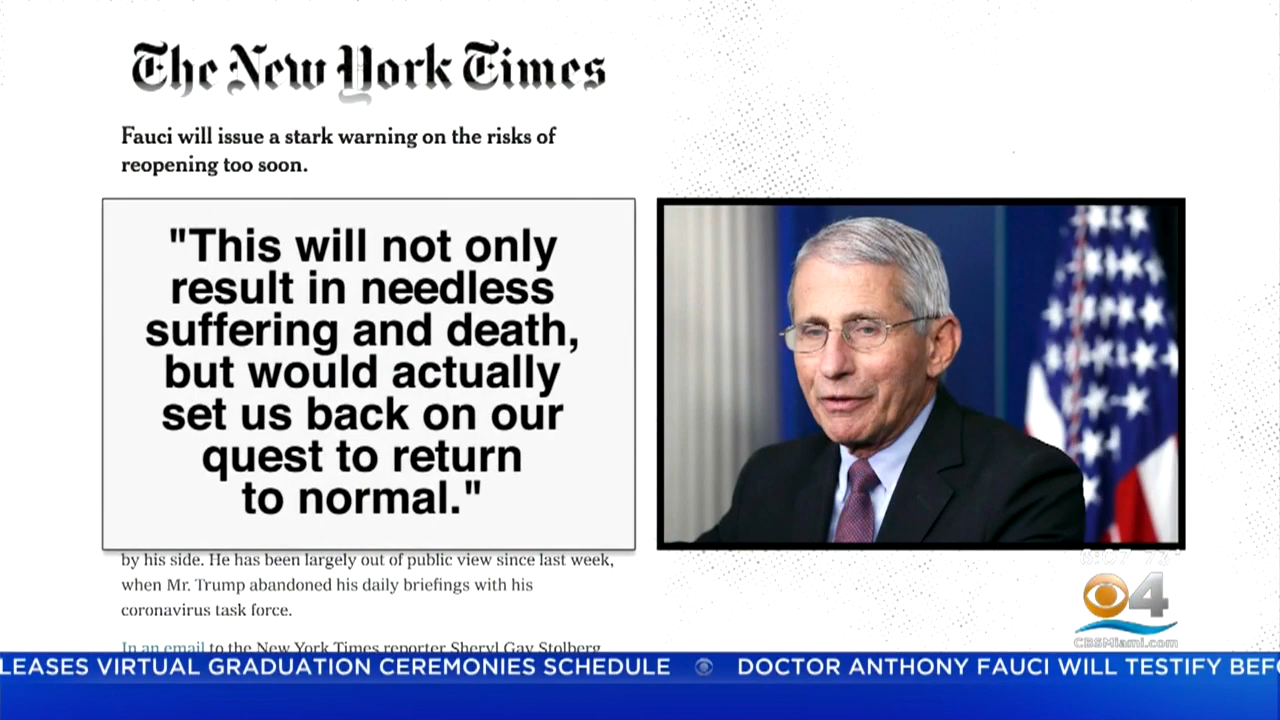 The New York Times
Fauci will issue a stark warning on the risks of
reopening too soon.
"This will not only
result in needless
suffering and death,
but would actually
set us back on our
quest to return
to normal."
by his side. He has been largely out of public view since last week,
when Mr. Trump abandoned his daily briefings with his
coronavirus task force.
In an email to the New York Times reporter Sheryl Gay Stolberg
4
CBSMiami.com
LEASES VIRTUAL GRADUATION CEREMONIES SCHEDULE DOCTOR ANTHONY FAUCI WILL TESTIFY BEF